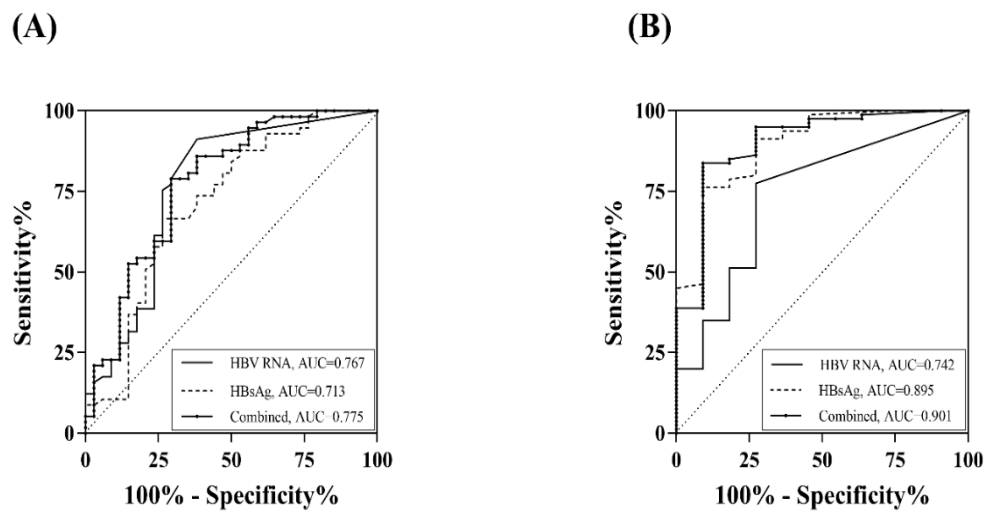 (A)
Sensitivity%
100
75
50
25
0
HBV RNA, AUC=0.767
HBsAg, AUC=0.713
Combined, AUC=0.775
0 25 50 75 100
100% - Specificity%
(B)
Sensitivity%
100
75
50
25
0
HBV RNA, AUC=0.742
HBsAg, AUC=0.895
Combined, AUC=0.901
0 25 50 75 100
100% - Specificity%